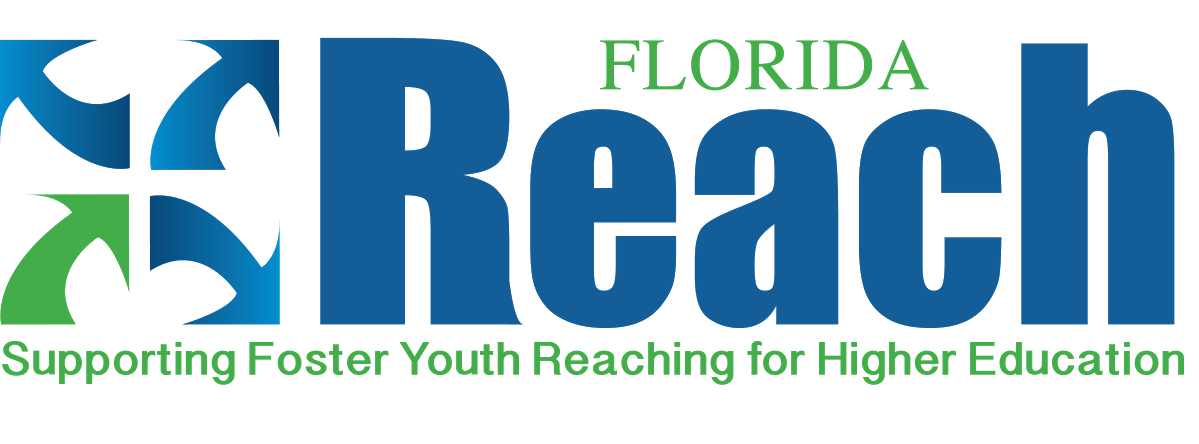 FLORIDA
Reach
Supporting Foster Youth Reaching for Higher Education